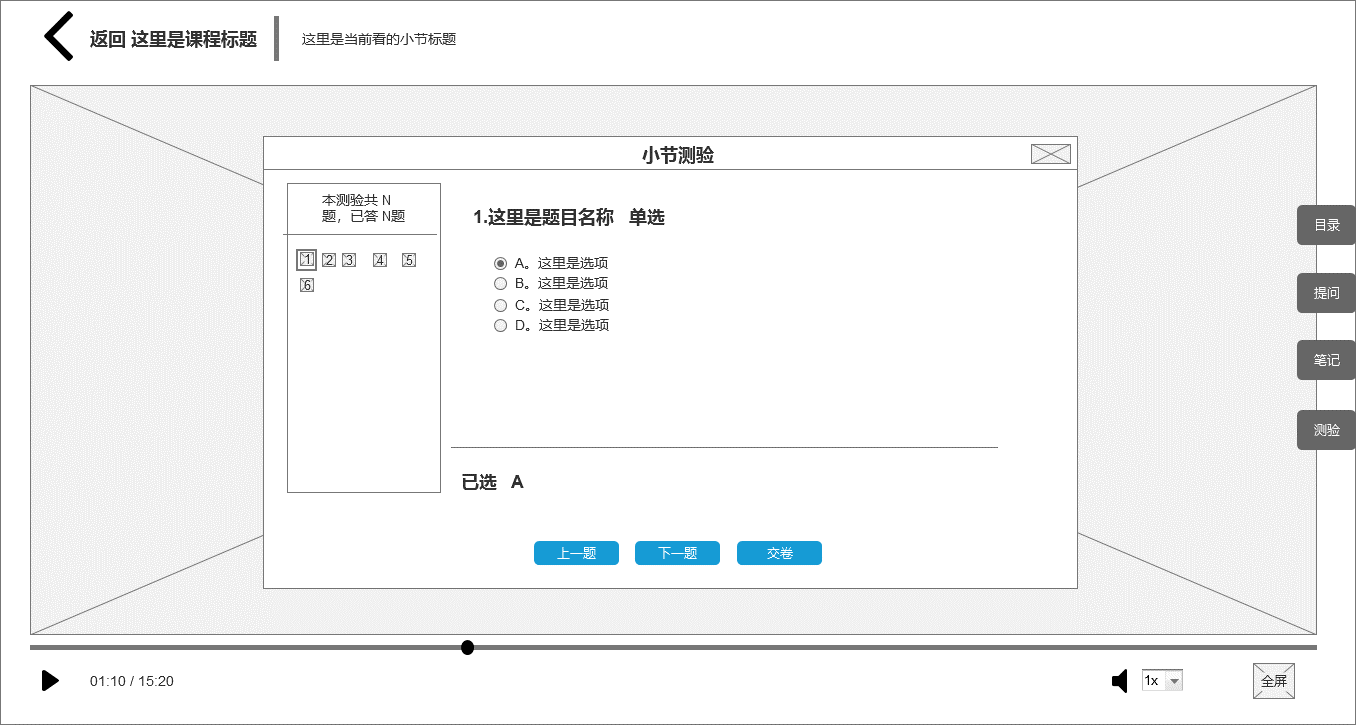 返回 这里是课程标题
这里是当前看的小节标题
小节测验
本测验共 N
题，已答 N题
1 2 3 4 5
6
1.这里是题目名称 单选
A。这里是选项
B。这里是选项
C。这里是选项
D。这里是选项
已选 A
上一题 下一题 交卷
目录
提问
笔记
测验
01:10 / 15:20
1x
全屏